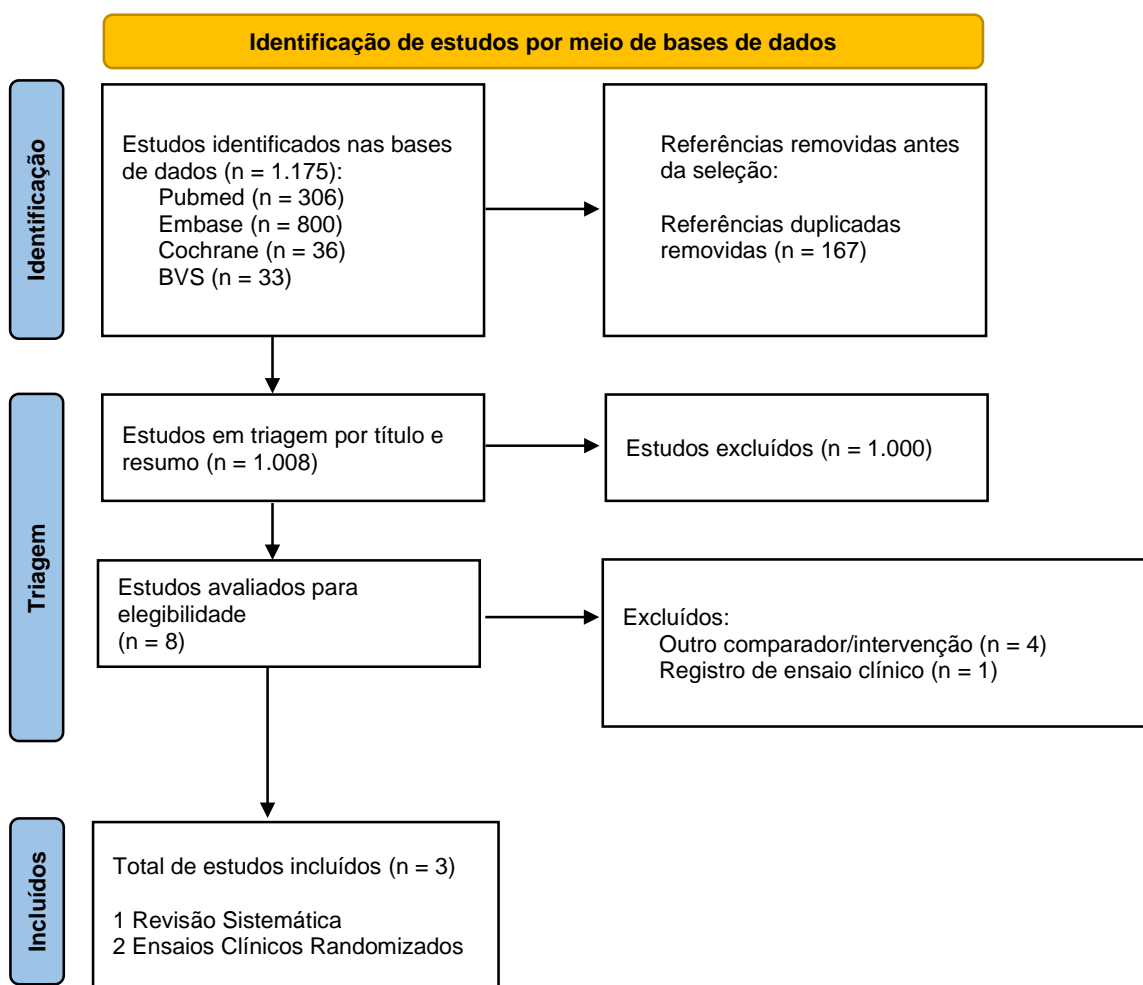 Identificação de estudos por meio de bases de dados
Identificação
Estudos identificados nas bases
de dados (n = 1.175):
Pubmed (n = 306)
Embase (n = 800)
Cochrane (n = 36)
BVS (n = 33)
Referências removidas antes
da seleção:
Referências duplicadas
removidas (n = 167)
Triagem
Estudos em triagem por título e
resumo (n = 1.008)
Estudos excluídos (n = 1.000)
Estudos avaliados para
elegibilidade
(n = 8)
Excluídos:
Outro comparador/intervenção (n = 4)
Registro de ensaio clínico (n = 1)
Incluídos
Total de estudos incluídos (n = 3)
1 Revisão Sistemática
2 Ensaios Clínicos Randomizados